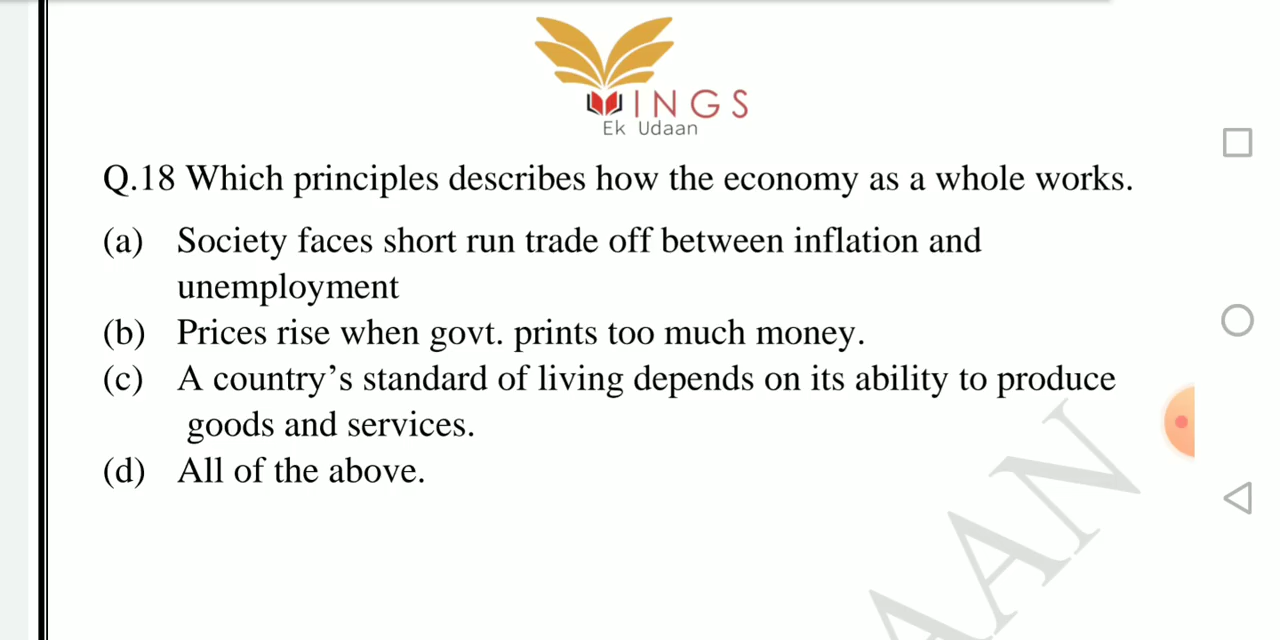 WINGS
Ek Udaan
Q.18 Which principles describes how the economy as a whole works.
(a) Society faces short run trade off between inflation and
unemployment
(b) Prices rise when govt. prints too much money.
(c) A country's standard of living depends on its ability to produce
goods and services.
(d) All of the above.